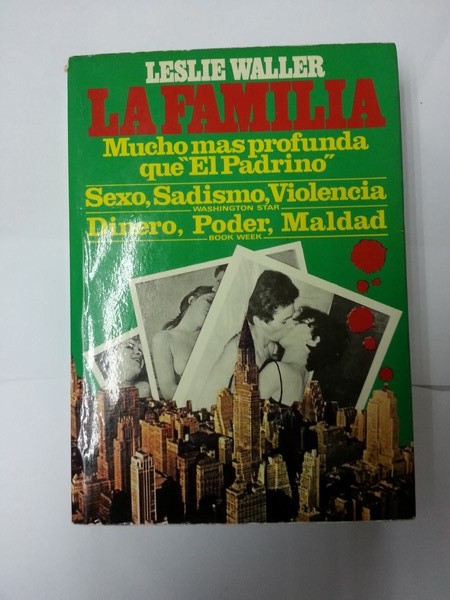 LESLIE WALLER
LA FAMILIA
Mucho mas profunda
que "El Padrino"
Sexo, Sadismo, Violencia
WASHINGTON STAR
Dinero, Poder, Maldad
BOOK WEEK